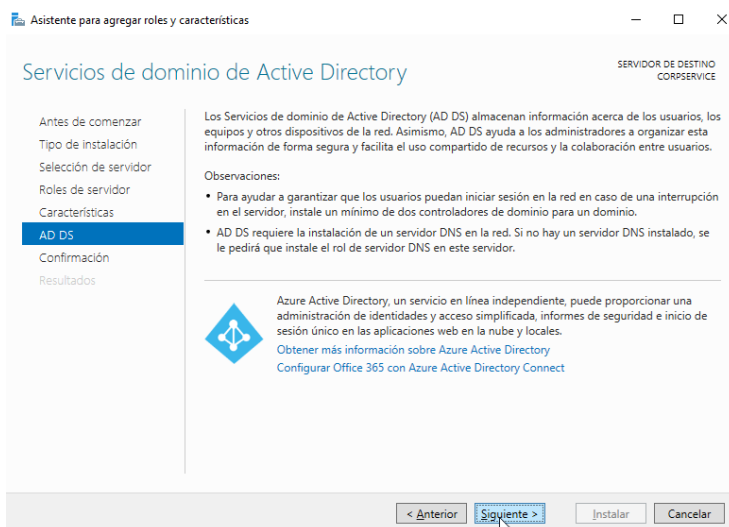 Asistente para agregar roles y características
Servicios de dominio de Active Directory
SERVIDOR DE DESTINO
CORPSERVICE
Antes de comenzar
Tipo de instalación
Selección de servidor
Roles de servidor
Características
AD DS
Confirmación
Resultados
Los Servicios de dominio de Active Directory (AD DS) almacenan información acerca de los usuarios, los
equipos y otros dispositivos de la red. Asimismo, AD DS ayuda a los administradores a organizar esta
información de forma segura y facilita el uso compartido de recursos y la colaboración entre usuarios.
Observaciones:
• Para ayudar a garantizar que los usuarios puedan iniciar sesión en la red en caso de una interrupción
en el servidor, instale un mínimo de dos controladores de dominio para un dominio.
• AD DS requiere la instalación de un servidor DNS en la red. Si no hay un servidor DNS instalado, se
le pedirá que instale el rol de servidor DNS en este servidor.
Azure Active Directory, un servicio en línea independiente, puede proporcionar una
administración de identidades y acceso simplificada, informes de seguridad e inicio de
sesión único en las aplicaciones web en la nube y locales.
Obtener más información sobre Azure Active Directory
Configurar Office 365 con Azure Active Directory Connect
< Anterior
Siguiente >
Instalar
Cancelar